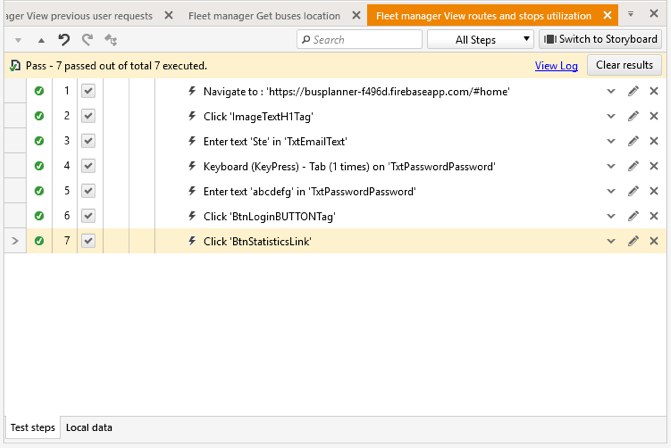 ager View previous user requests
Fleet manager Get buses location
Fleet manager View routes and stops utilization
Search
All Steps
Switch to Storyboard
Pass - 7 passed out of total 7 executed.
View Log
Clear results
1 Navigate to : 'https://busplanner-f496d.firebaseapp.com/#home'
2 Click 'ImageTextH1Tag'
3 Enter text 'Ste' in 'TxtEmailText'
4 Keyboard (KeyPress) - Tab (1 times) on 'TxtPasswordPassword'
5 Enter text 'abcdefg' in 'TxtPasswordPassword'
6 Click 'BtnLoginBUTTONTag'
7 Click 'BtnStatisticsLink'
Test steps
Local data